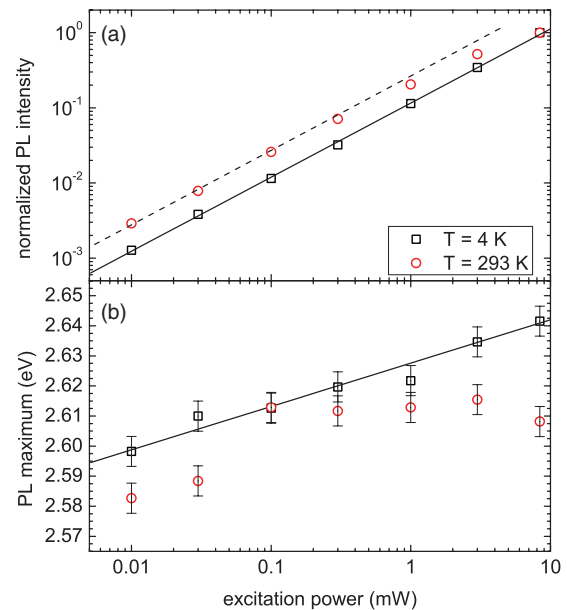 (a)
normalized PL intensity
10^0
10^-1
10^-2
10^-3
T = 4 K
T = 293 K
(b)
PL maximum (eV)
2.65
2.64
2.63
2.62
2.61
2.60
2.59
2.58
2.57
0.01 0.1 1 10
excitation power (mW)